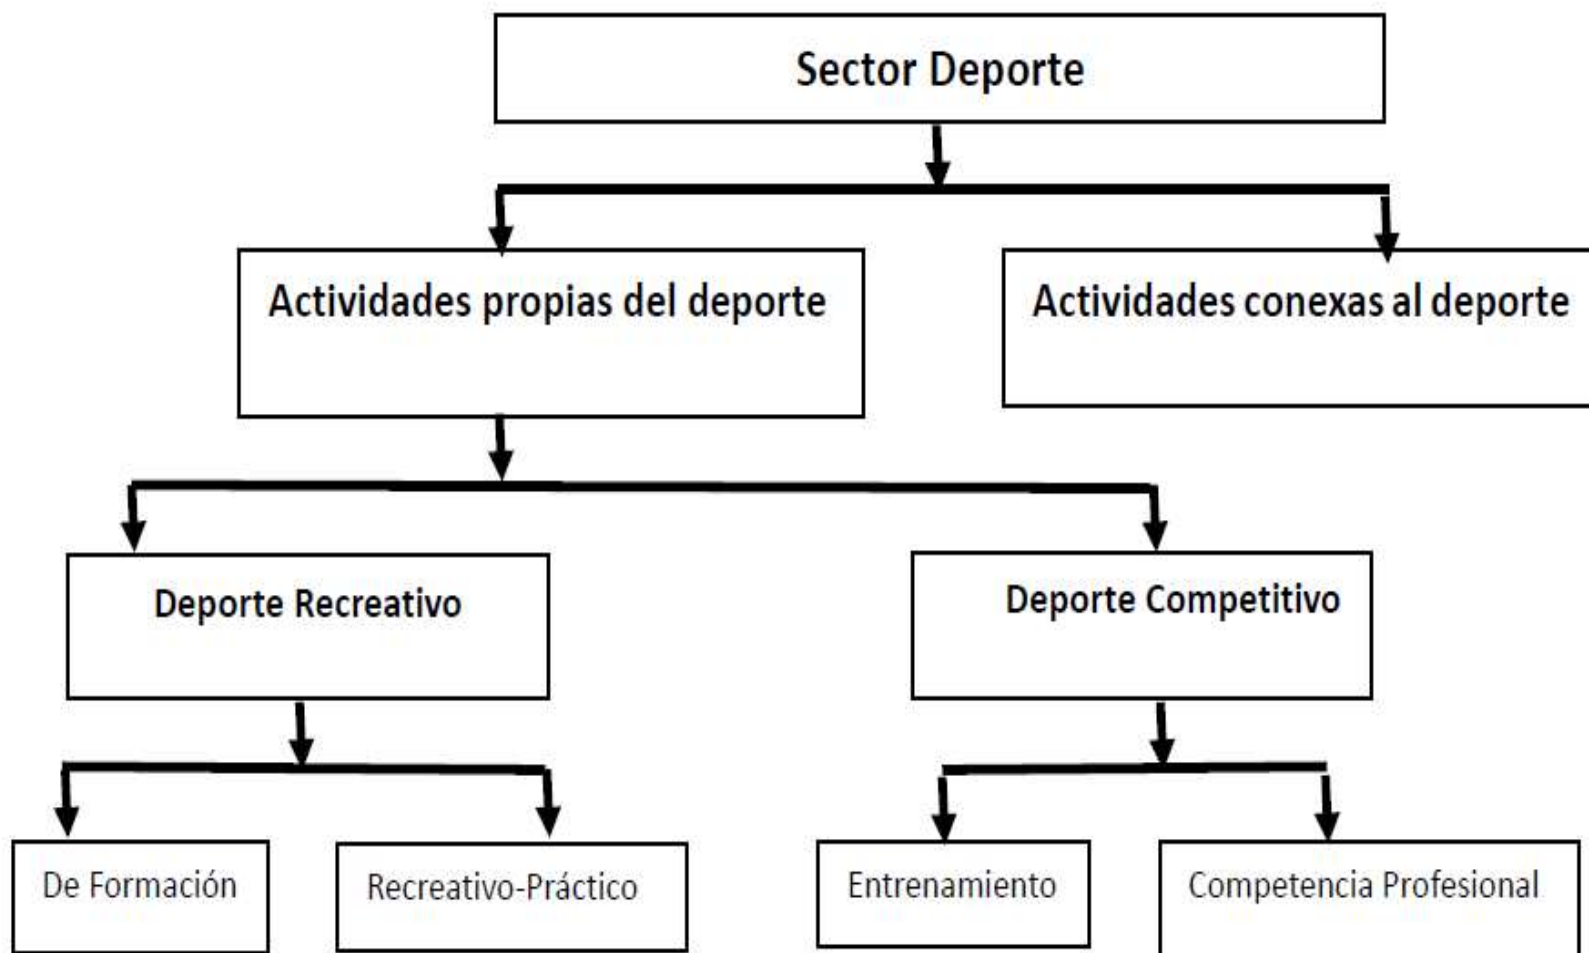 Sector Deporte
Actividades propias del deporte
Actividades conexas al deporte
Deporte Recreativo
Deporte Competitivo
De Formación
Recreativo-Práctico
Entrenamiento
Competencia Profesional